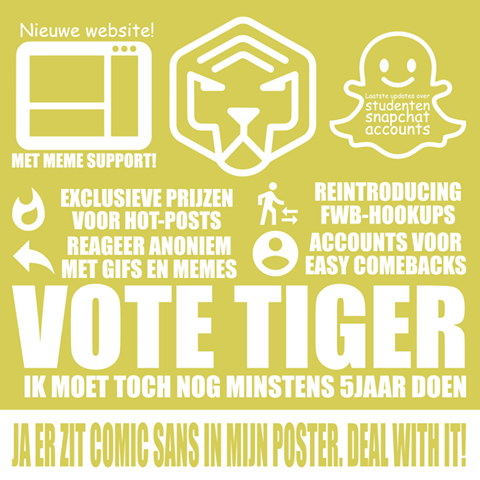 Nieuwe website!
MET MEME SUPPORT!
Laatste updates over
studenten
snapchat
accounts
EXCLUSIEVE PRIJZEN
VOOR HOT-POSTS
REINTRODUCING
FWB-HOOKUPS
REAGEER ANONIEM
MET GIFS EN MEMES
ACCOUNTS VOOR
EASY COMEBACKS
VOTE TIGER
IK MOET TOCH NOG MINSTENS 5JAAR DOEN
JA ER ZIT COMIC SANS IN MIJN POSTER. DEAL WITH IT!